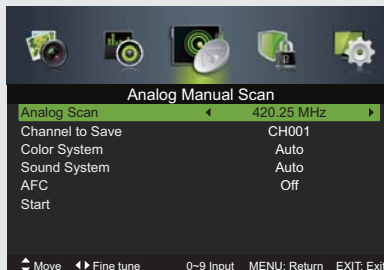 Analog Manual Scan
Analog Scan 420.25 MHz
Channel to Save CH001
Color System Auto
Sound System Auto
AFC Off
Start
Move Fine tune 0~9 Input MENU: Return EXIT: Exit